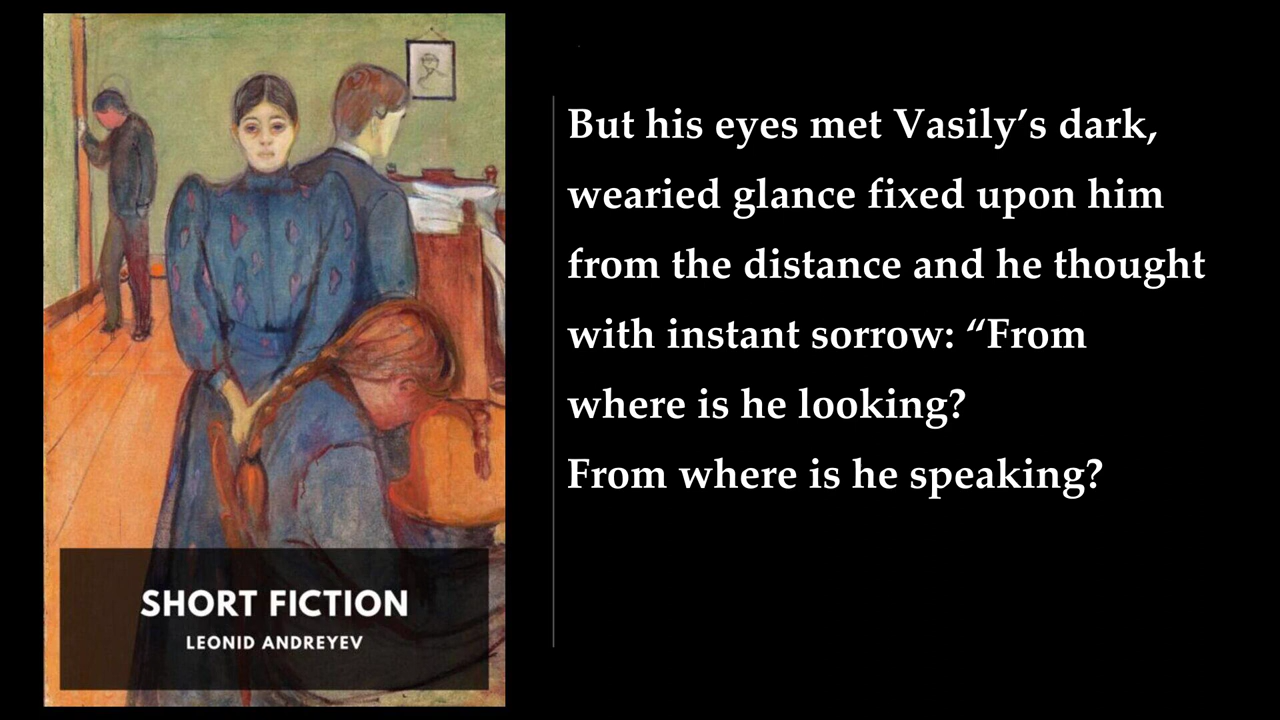 SHORT FICTION
LEONID ANDREYEV
But his eyes met Vasily’s dark,
wearied glance fixed upon him
from the distance and he thought
with instant sorrow: “From
where is he looking?
From where is he speaking?